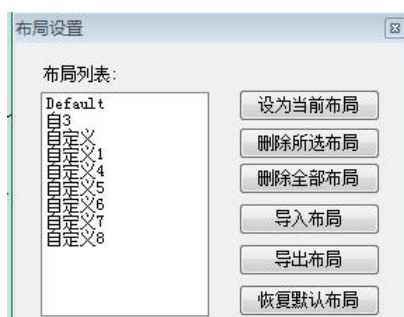 布局设置
布局列表:
Default
自3
自定义
自定义1
自定义4
自定义5
自定义6
自定义7
自定义8
设为当前布局
删除所选布局
删除全部布局
导入布局
导出布局
恢复默认布局